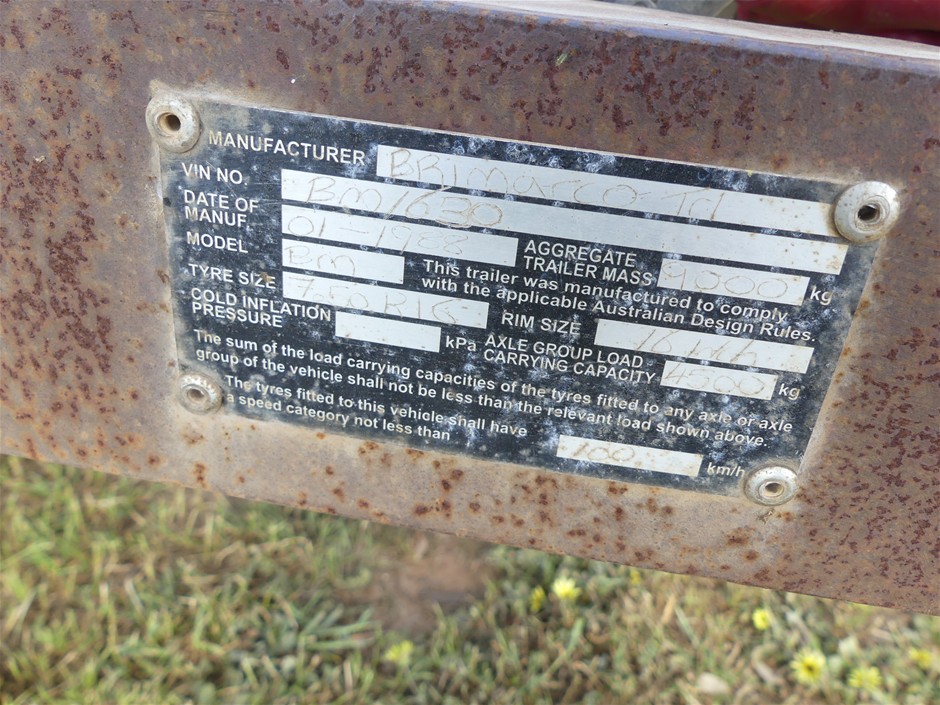 MANUFACTURER BRIMARCO
VIN NO. BM1630
DATE OF MANUF. 01-1988
AGGREGATE TRAILER MASS 9000 kg
MODEL BM
This trailer was manufactured to comply
with the applicable Australian Design Rules.
TYRE SIZE 7.50R16
RIM SIZE 16
COLD INFLATION PRESSURE kPa
AXLE GROUP LOAD CARRYING CAPACITY 4500 kg
The sum of the load carrying capacities of the tyres fitted to any axle or axle
group of the vehicle shall not be less than the relevant load shown above.
The tyres fitted to this vehicle shall have
a speed category not less than 100 km/h